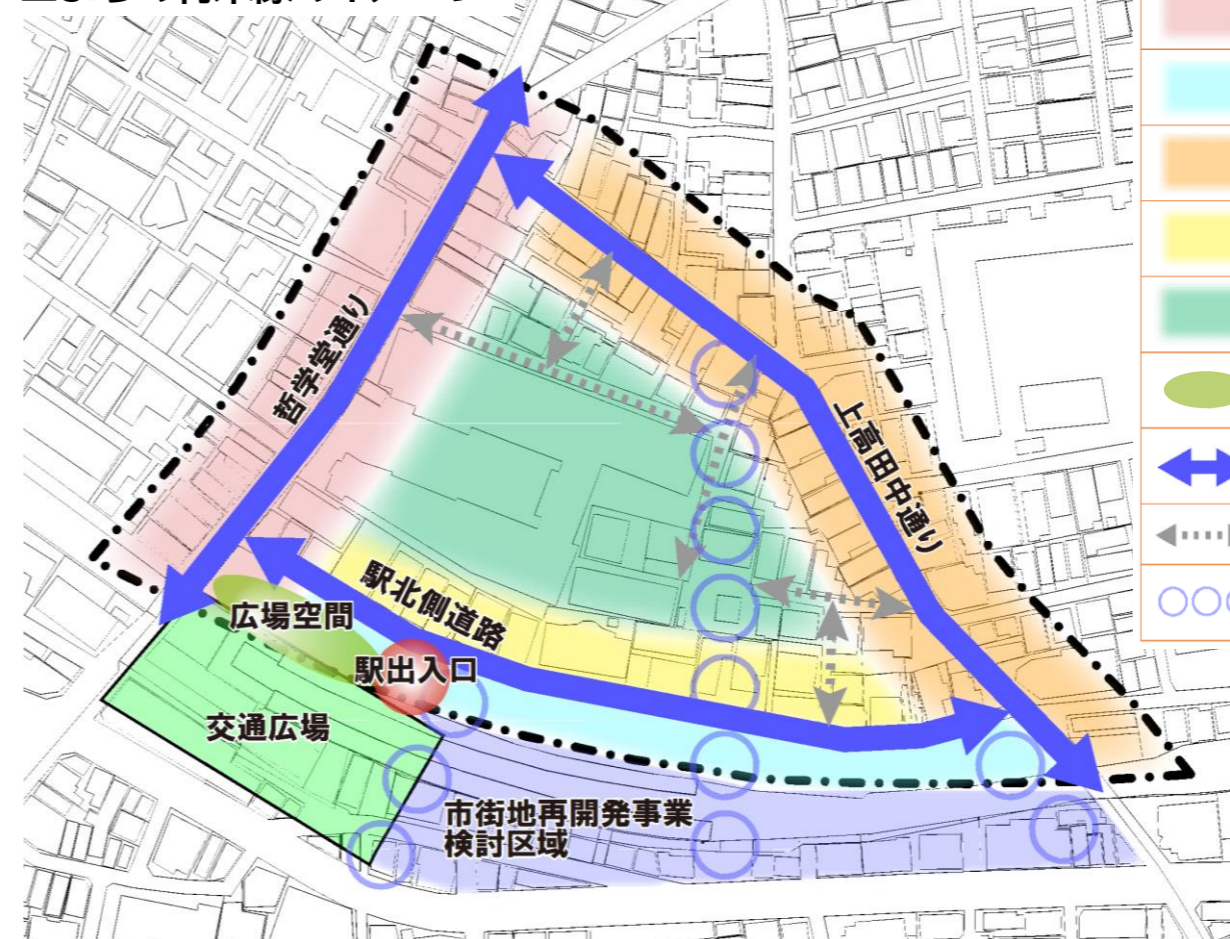 哲学堂通り
上高田中通り
駅北側道路
広場空間
駅出入口
交通広場
市街地再開発事業
検討区域